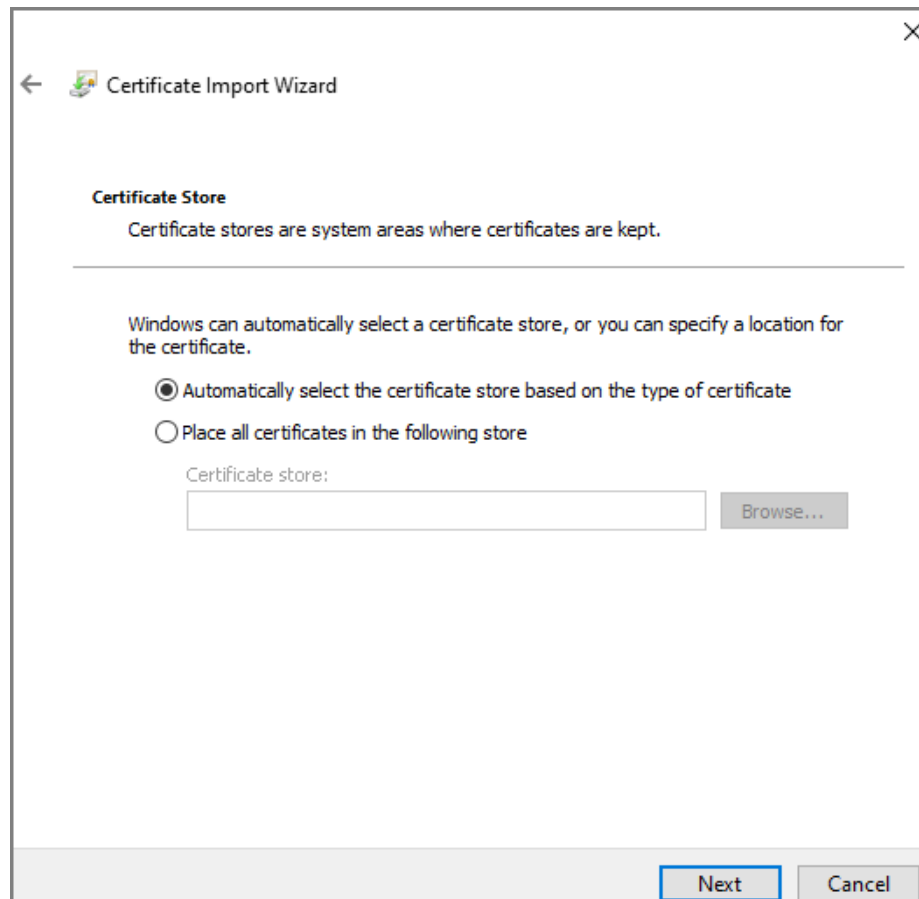 Certificate Import Wizard
Certificate Store
Certificate stores are system areas where certificates are kept.
Windows can automatically select a certificate store, or you can specify a location for
the certificate.
Automatically select the certificate store based on the type of certificate
Place all certificates in the following store
Certificate store:
Browse...
Next
Cancel